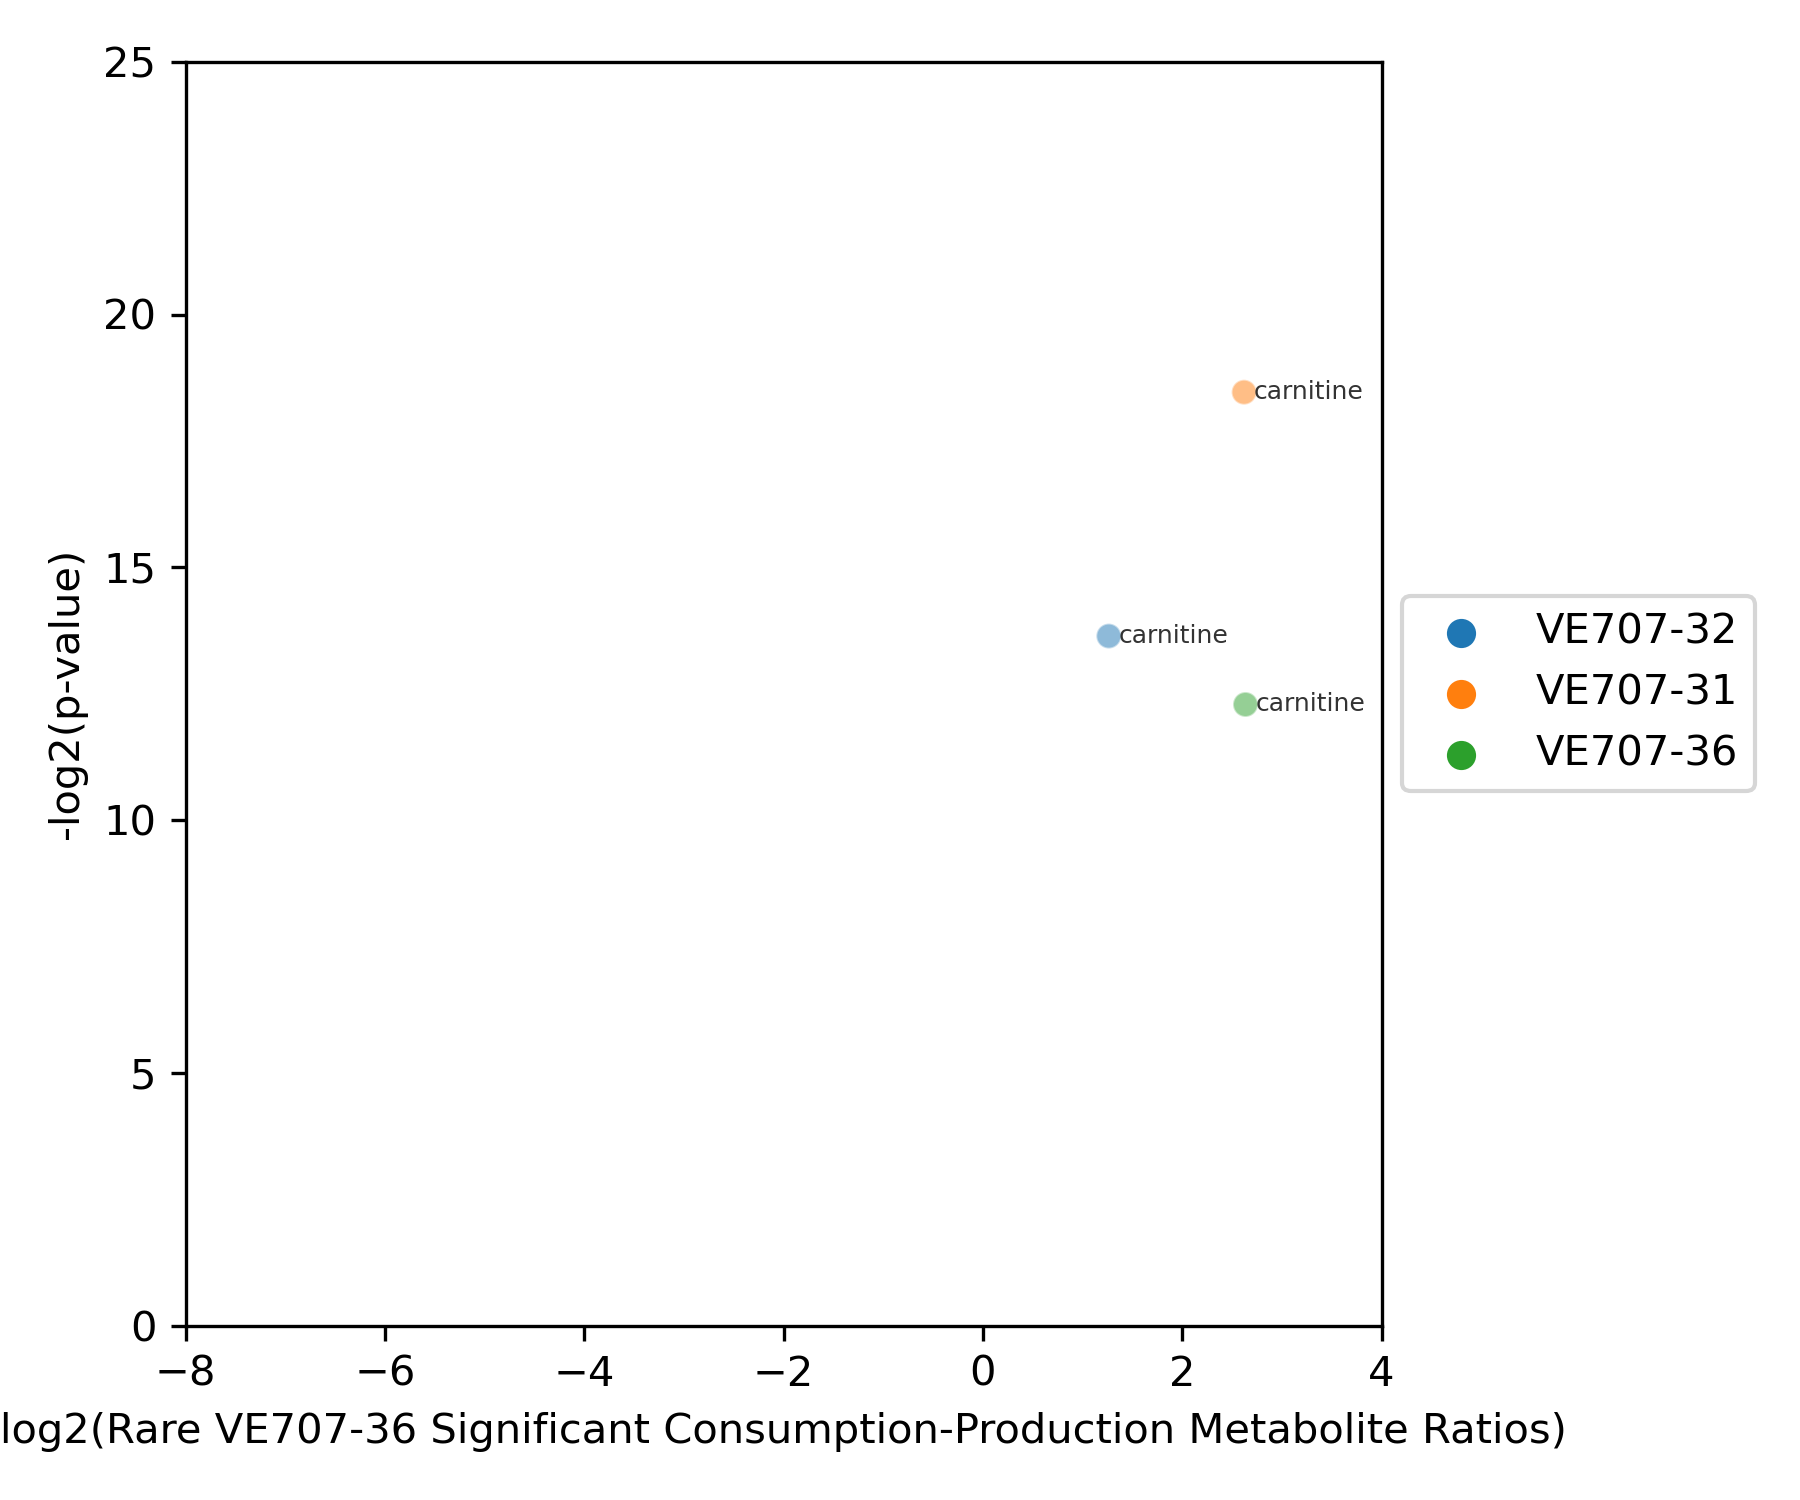 25
20
15
10
5
0
-log2(p-value)
carnitine
carnitine
carnitine
VE707-32
VE707-31
VE707-36
−8 −6 −4 −2 0 2 4
log2(Rare VE707-36 Significant Consumption-Production Metabolite Ratios)